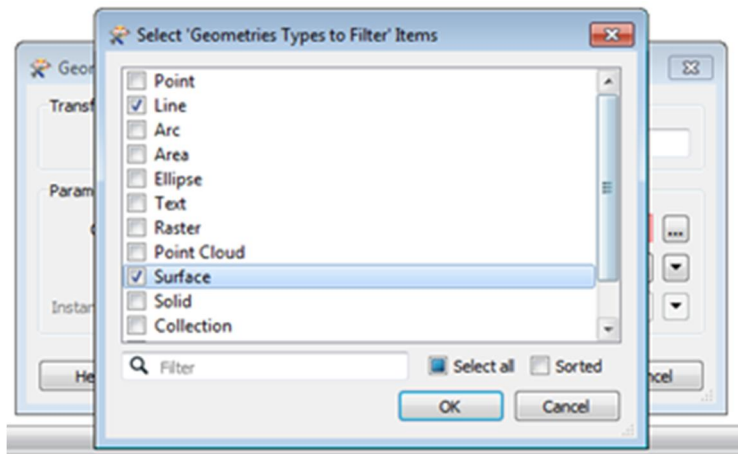 Select 'Geometries Types to Filter' Items
Geor
Transf
Param
Instar
He
ncel
Point
Line
Arc
Area
Ellipse
Text
Raster
Point Cloud
Surface
Solid
Collection
Filter
Select all
Sorted
OK
Cancel
...